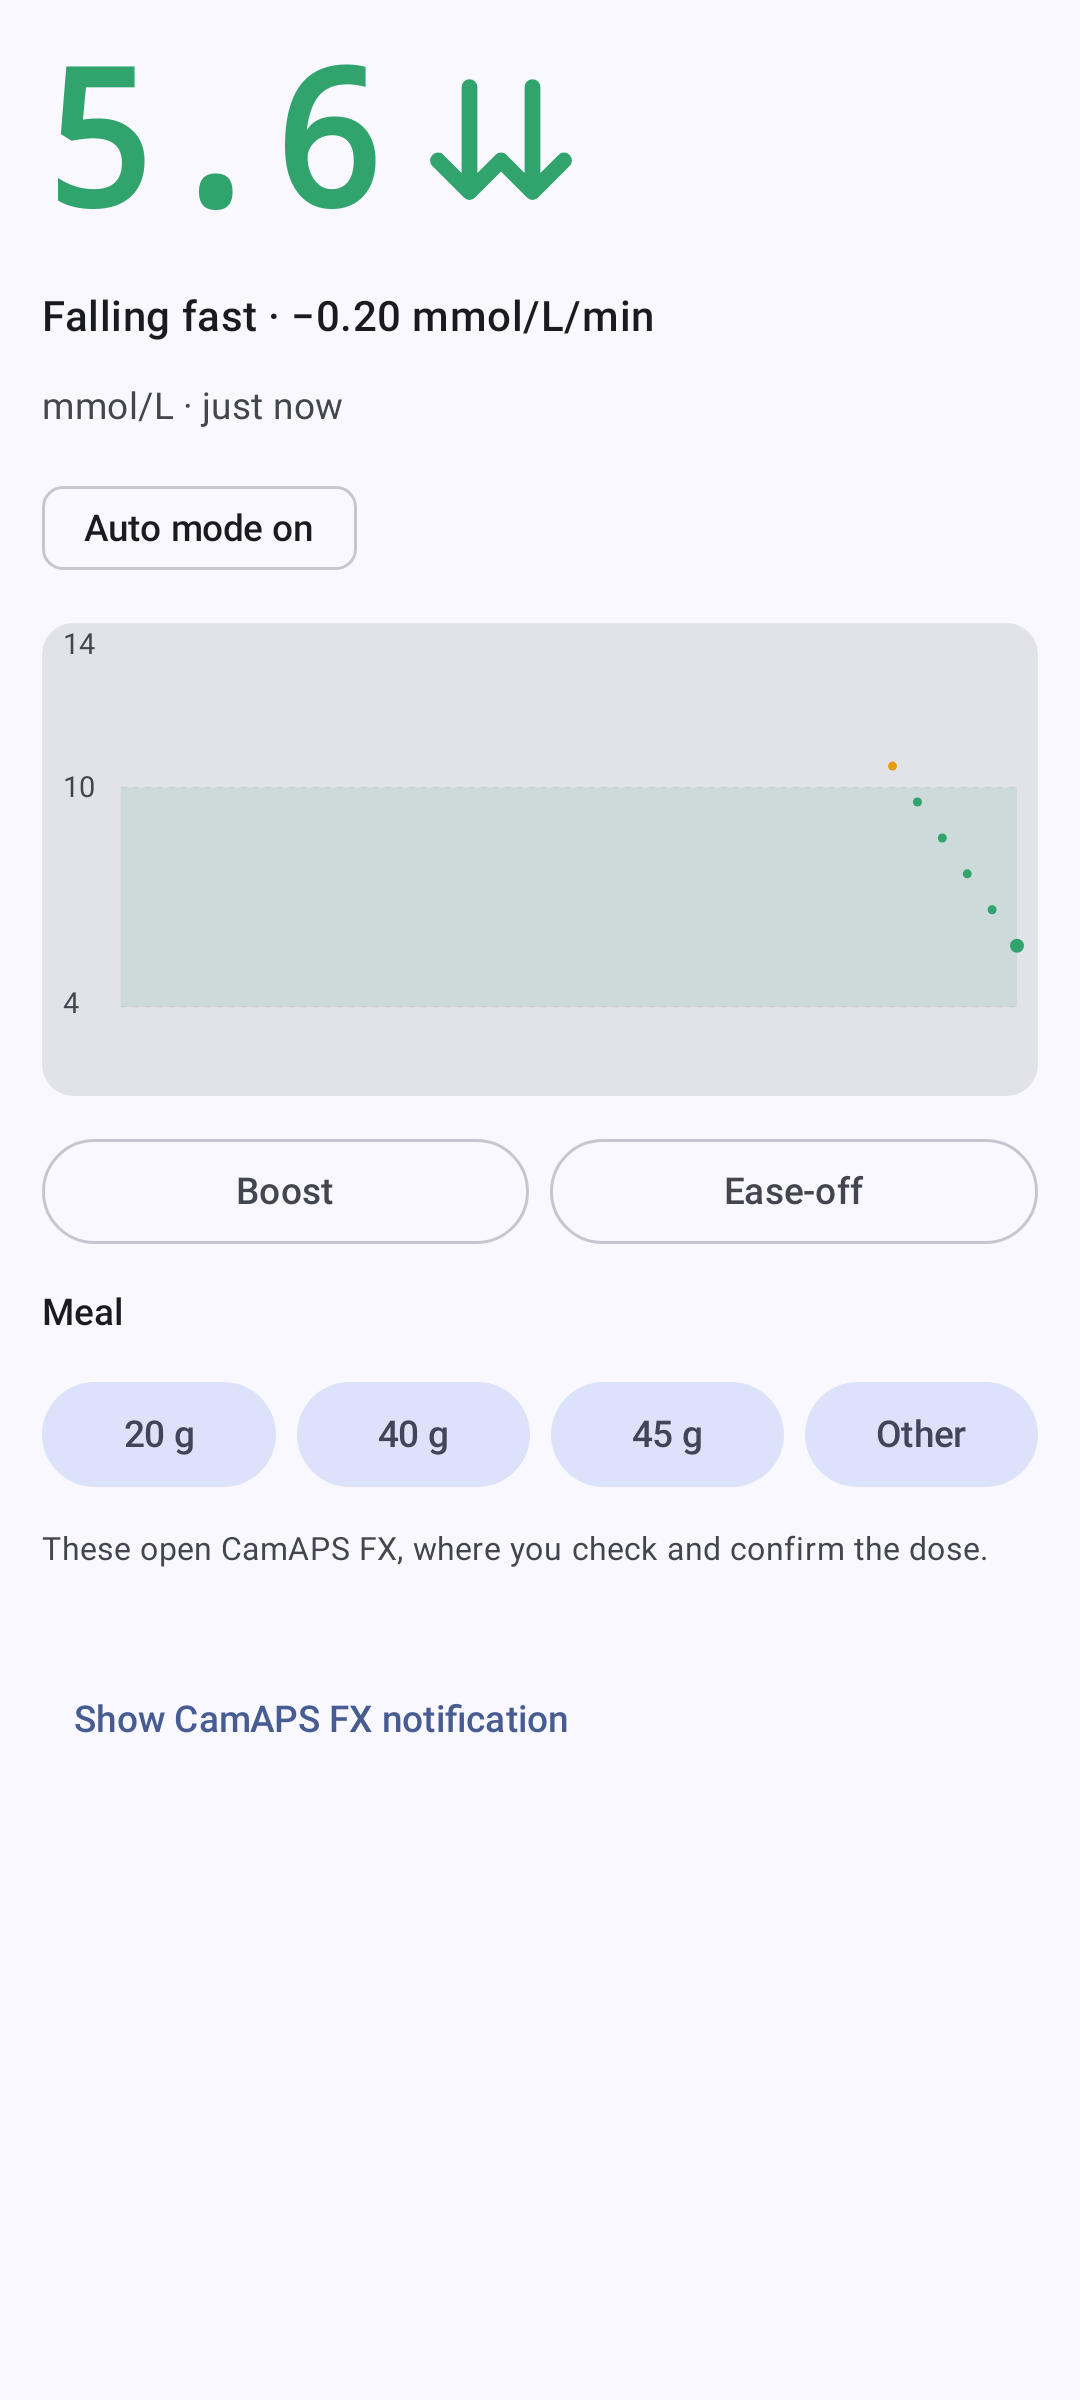 5.6
Falling fast · −0.20 mmol/L/min
mmol/L · just now
Auto mode on
14
10
4
Boost
Ease-off
Meal
20 g
40 g
45 g
Other
These open CamAPS FX, where you check and confirm the dose.
Show CamAPS FX notification